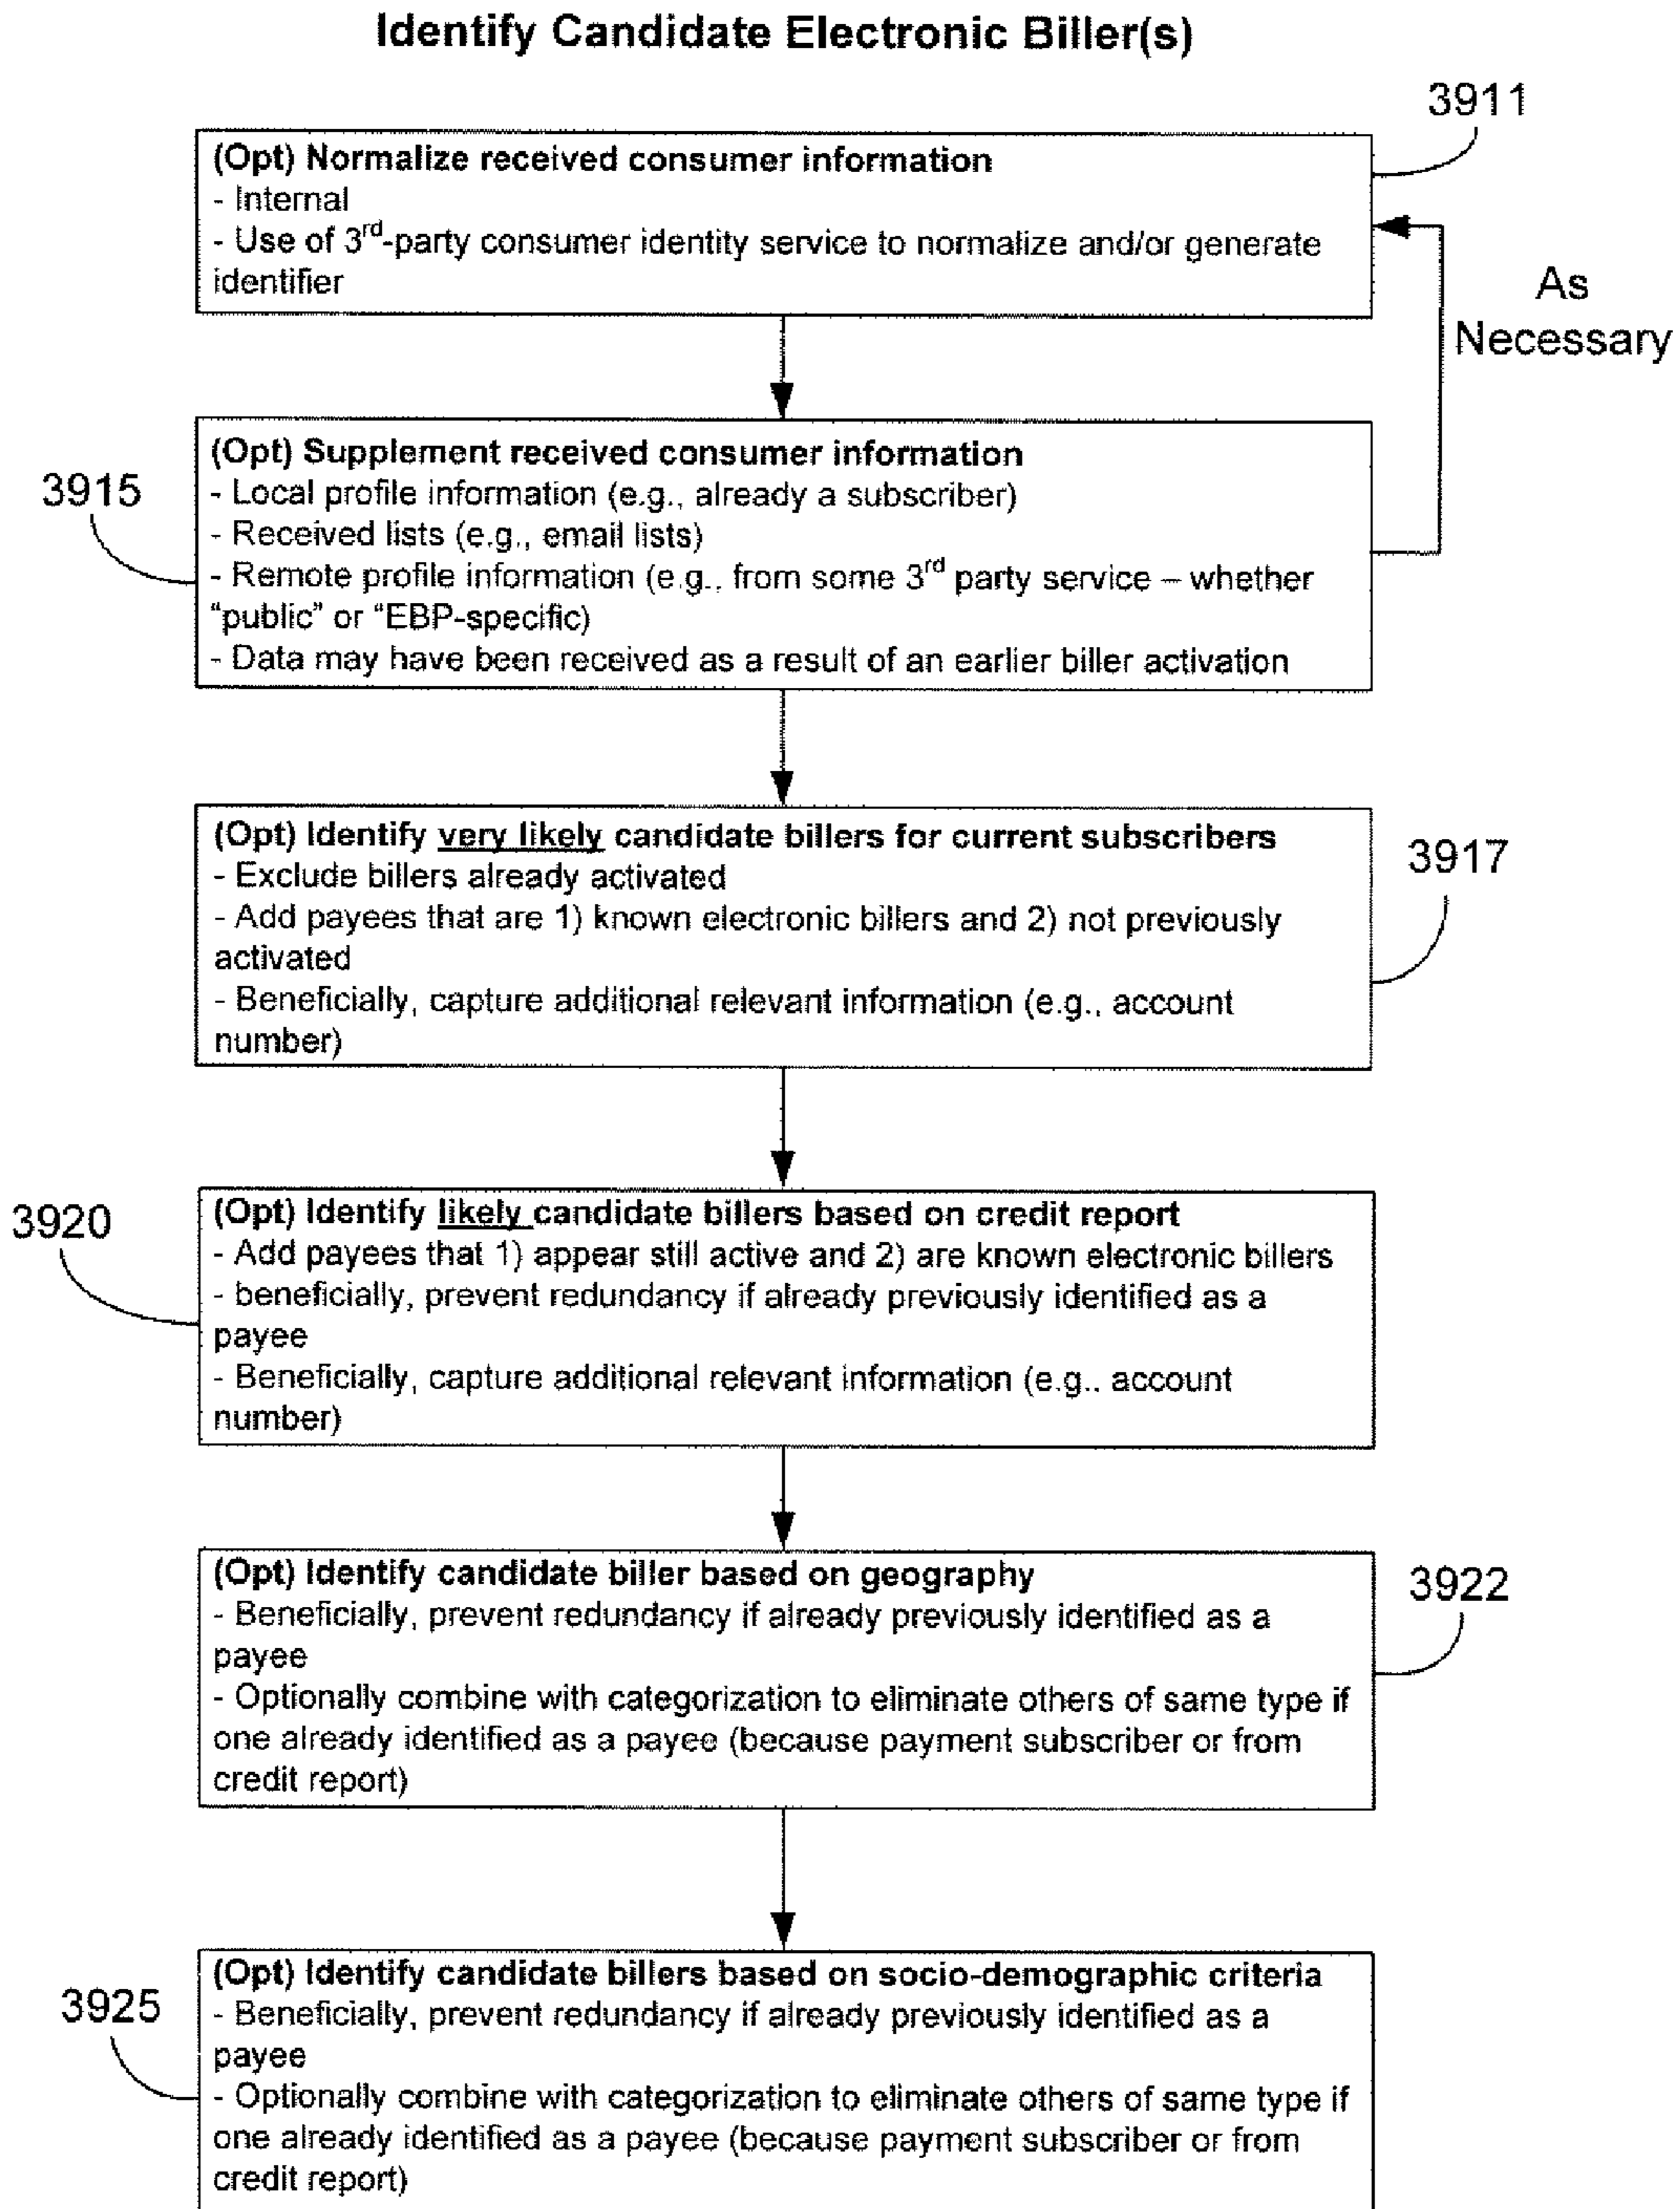 Identify Candidate Electronic Biller(s)
3911
(Opt) Normalize received consumer information
- Internal
- Use of 3rd-party consumer identity service to normalize and/or generate
identifier
As
Necessary
(Opt) Supplement received consumer information
3915
- Local profile information (e.g., already a subscriber)
- Received lists (e.g., email lists)
- Remote profile information (e.g., from some 3rd party service – whether
“public” or “EBP-specific)
- Data may have been received as a result of an earlier biller activation
(Opt) Identify very likely candidate billers for current subscribers
3917
- Exclude billers already activated
- Add payees that are 1) known electronic billers and 2) not previously
activated
- Beneficially, capture additional relevant information (e.g., account
number)
3920
(Opt) Identify likely candidate billers based on credit report
- Add payees that 1) appear still active and 2) are known electronic billers
- beneficially, prevent redundancy if already previously identified as a
payee
- Beneficially, capture additional relevant information (e.g., account
number)
(Opt) Identify candidate biller based on geography
3922
- Beneficially, prevent redundancy if already previously identified as a
payee
- Optionally combine with categorization to eliminate others of same type if
one already identified as a payee (because payment subscriber or from
credit report)
(Opt) Identify candidate billers based on socio-demographic criteria
3925
- Beneficially, prevent redundancy if already previously identified as a
payee
- Optionally combine with categorization to eliminate others of same type if
one already identified as a payee (because payment subscriber or from
credit report)